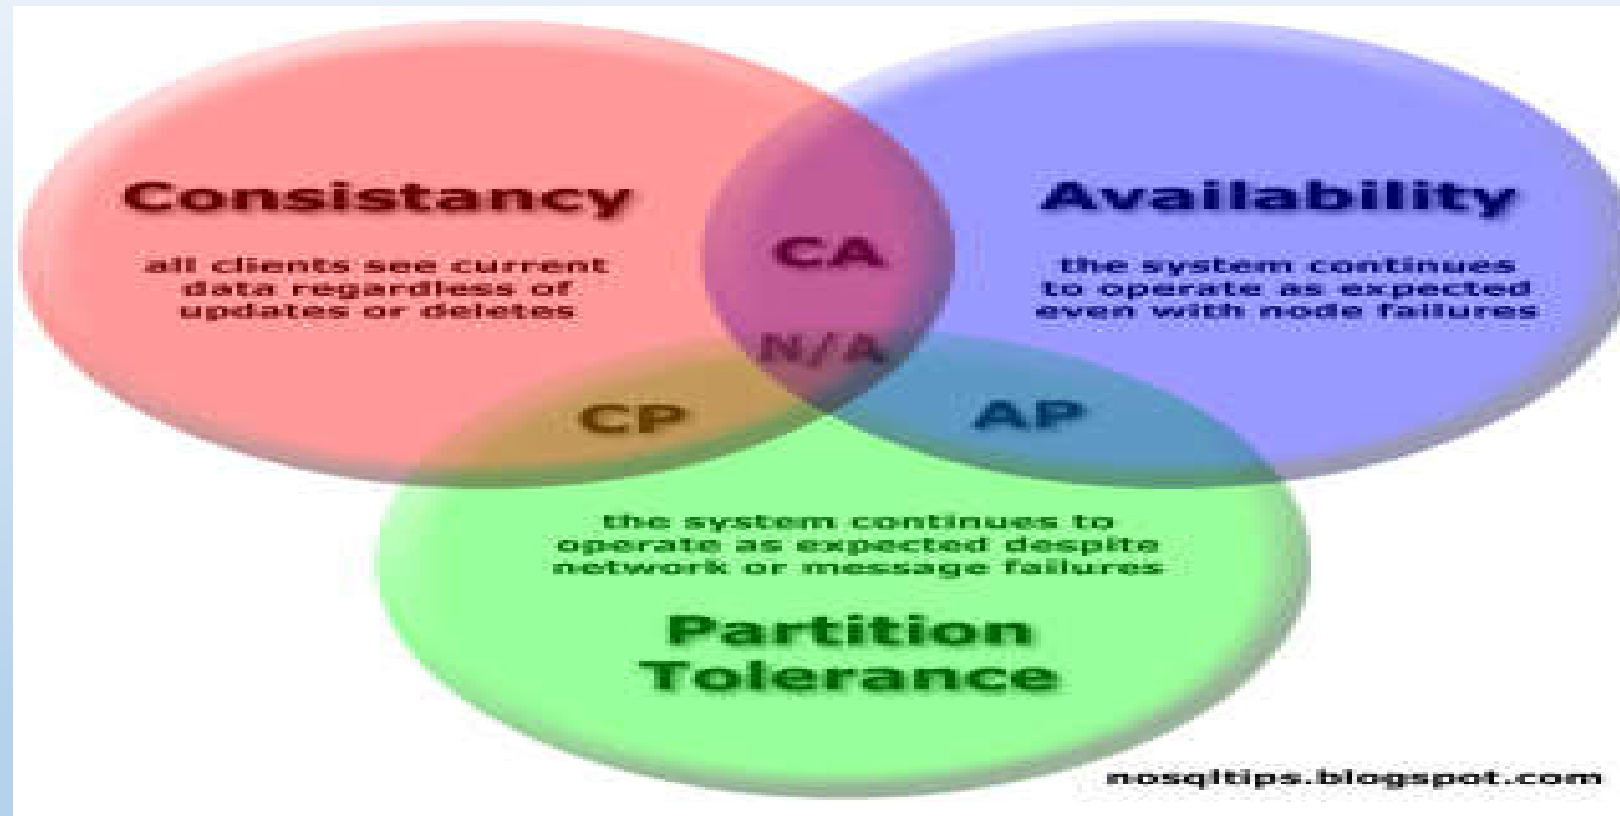 Consistancy
all clients see current
data regardless of
updates or deletes
CA
N/A
Availability
the system continues
to operate as expected
even with node failures
CP
AP
the system continues to
operate as expected despite
network or message failures
Partition
Tolerance
nosqltips.blogspot.com